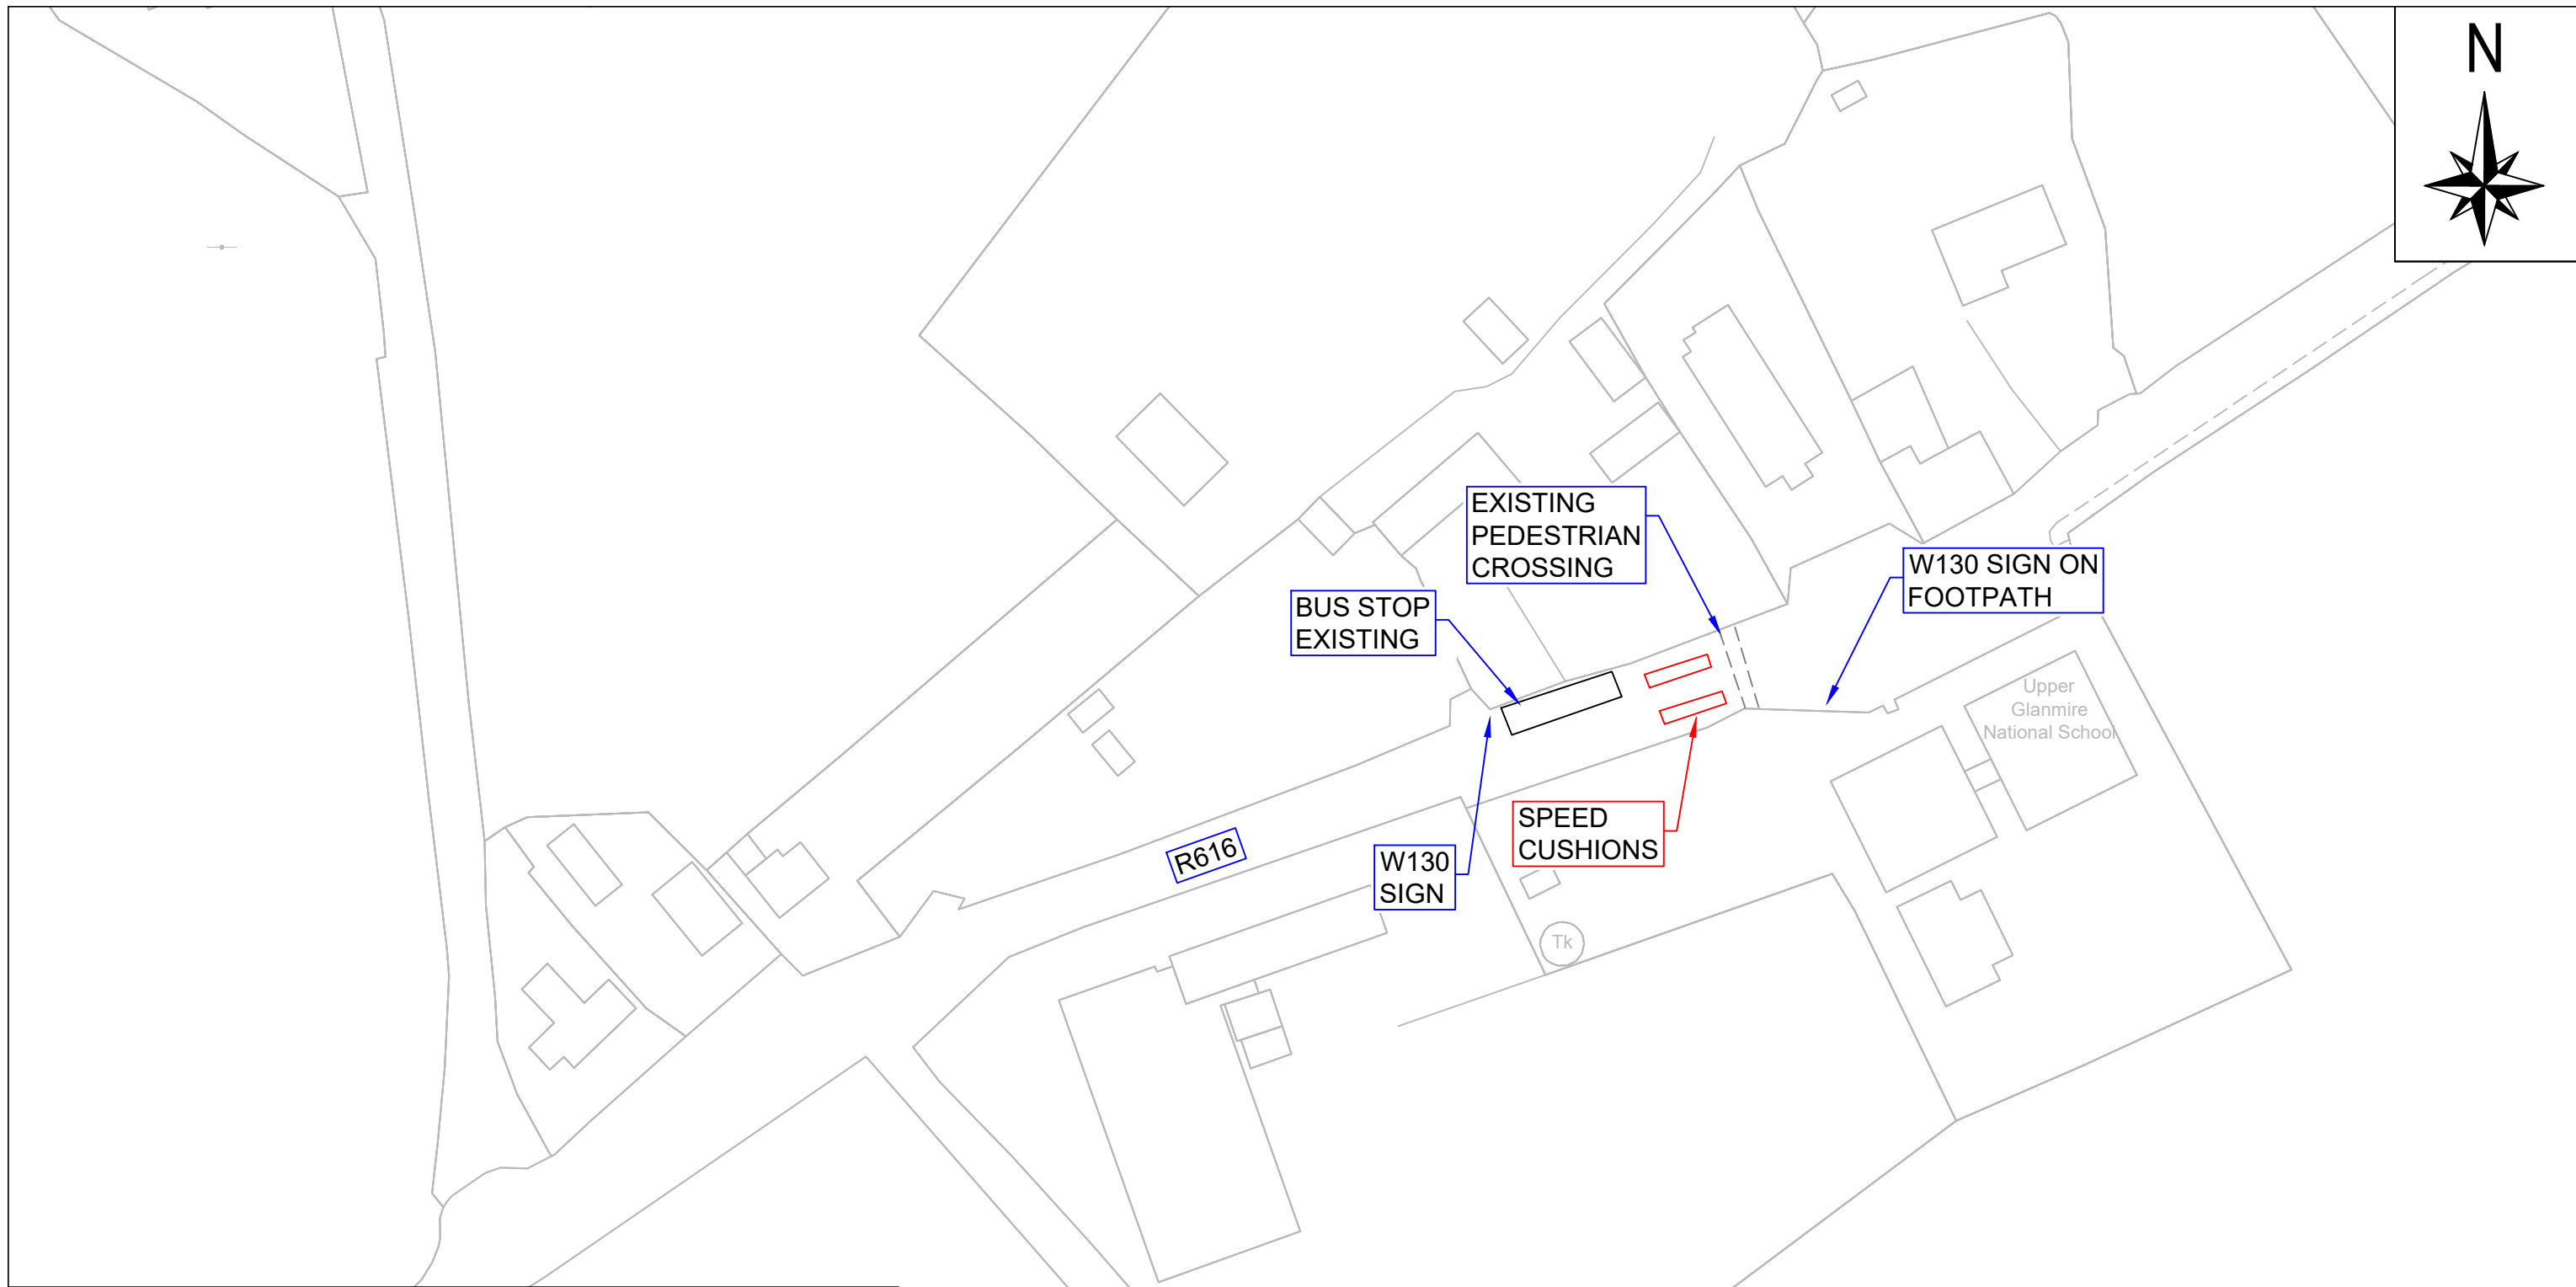 N
EXISTING
PEDESTRIAN
CROSSING
W130 SIGN ON
FOOTPATH
BUS STOP
EXISTING
Upper
Glanmire
National School
SPEED
CUSHIONS
R616
W130
SIGN
Tk